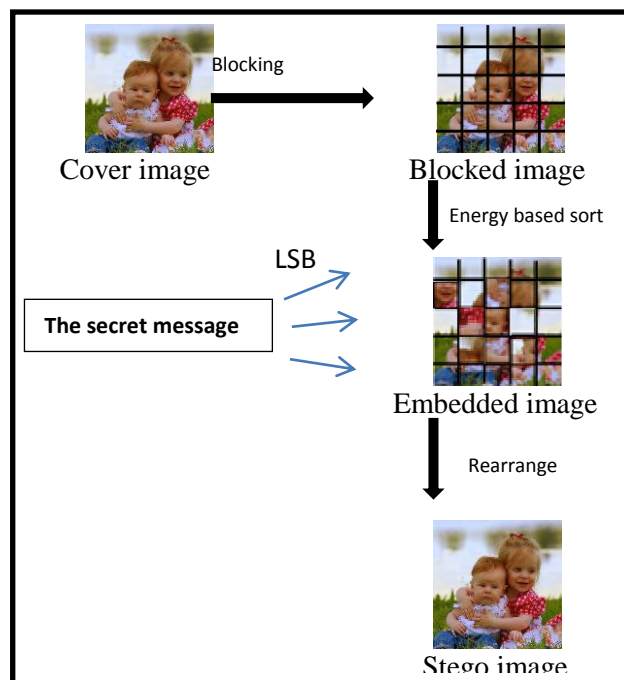 Blocking
Cover image
Blocked image
Energy based sort
LSB
The secret message
Embedded image
Rearrange
Stego image